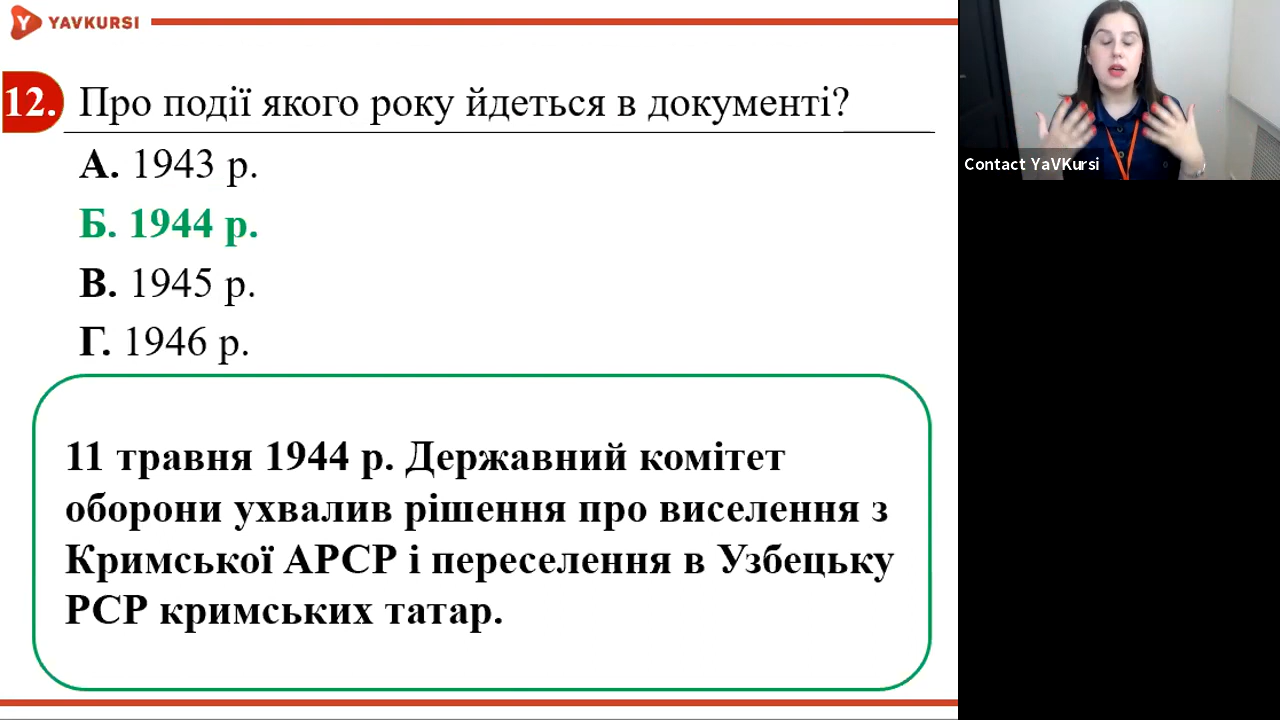 YAVKURSI
12. Про події якого року йдеться в документі?
А. 1943 р.
Б. 1944 р.
В. 1945 р.
Г. 1946 р.
11 травня 1944 р. Державний комітет
оборони ухвалив рішення про виселення з
Кримської АРСР і переселення в Узбецьку
РСР кримських татар.
Contact YaVKursi